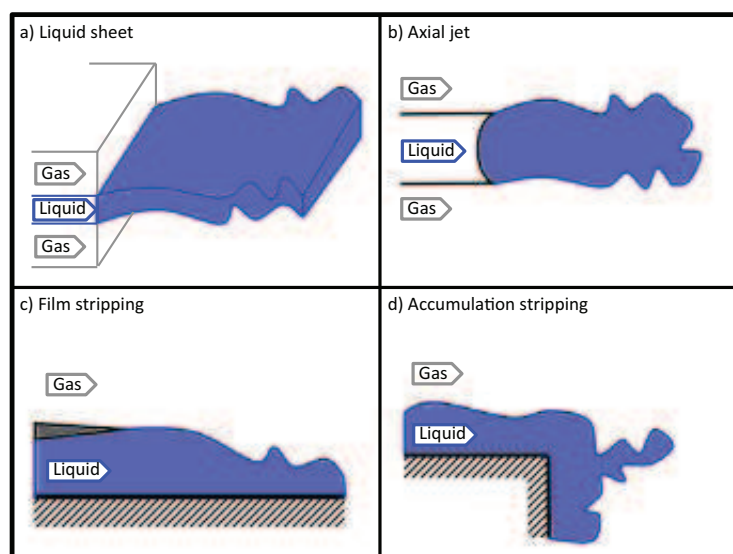 a) Liquid sheet
Gas
Liquid
Gas
b) Axial jet
Gas
Liquid
Gas
c) Film stripping
Gas
Liquid
d) Accumulation stripping
Gas
Liquid